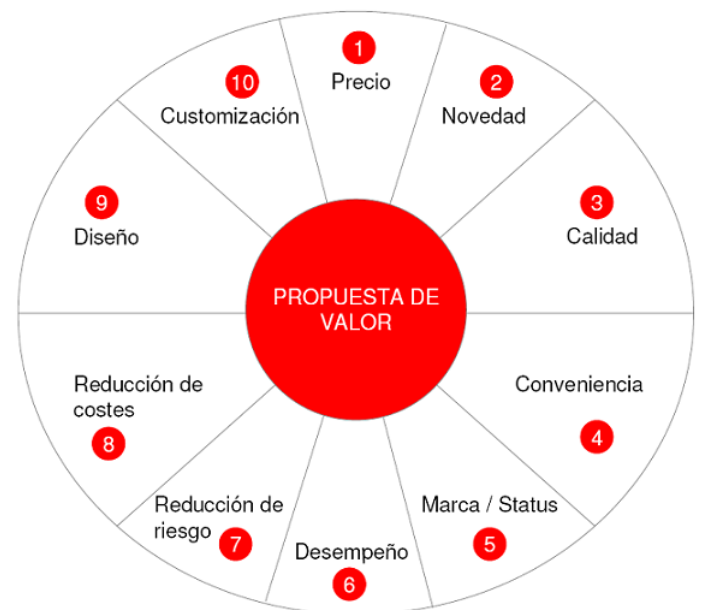 1
Precio
2
Novedad
3
Calidad
Conveniencia
4
Marca / Status
5
Desempeño
6
Reducción de
riesgo
7
Reducción de
costes
8
9
Diseño
10
Customización
PROPUESTA DE
VALOR